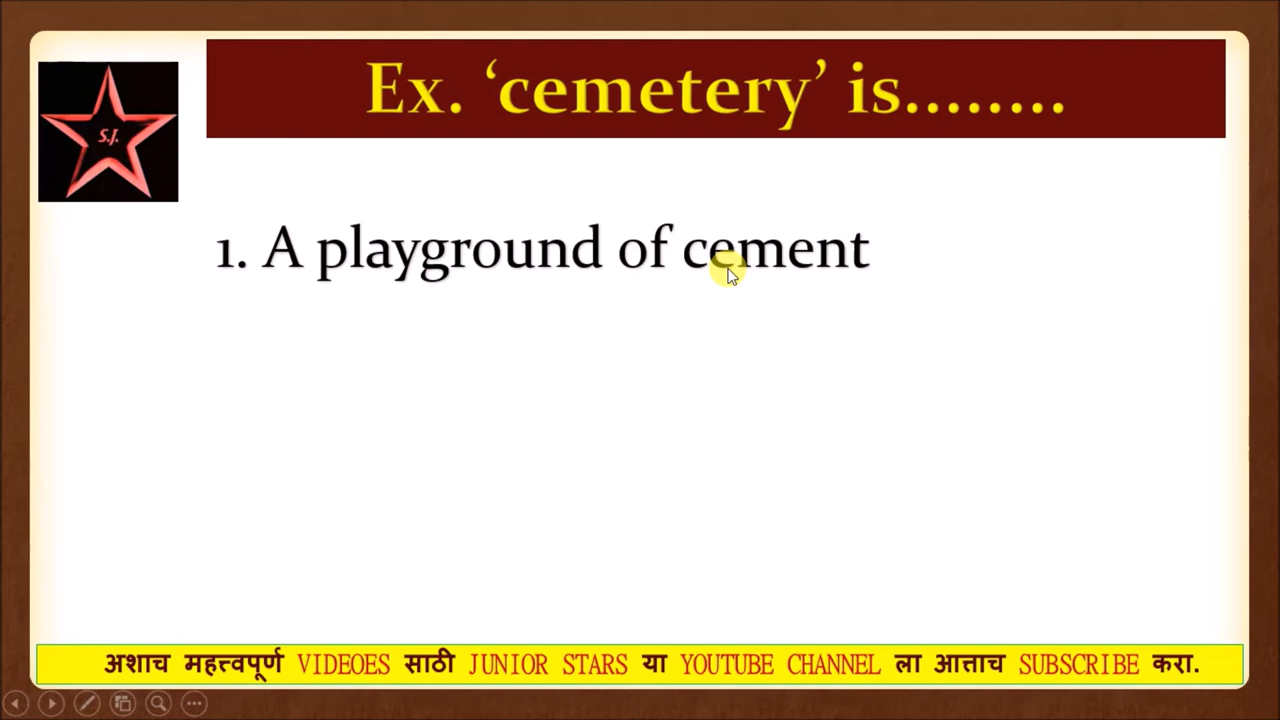 Ex. ‘cemetery’ is........
S.J.
1. A playground of cement
अशाच महत्त्वपूर्ण VIDEOES साठी JUNIOR STARS या YOUTUBE CHANNEL ला आत्ताच SUBSCRIBE करा.